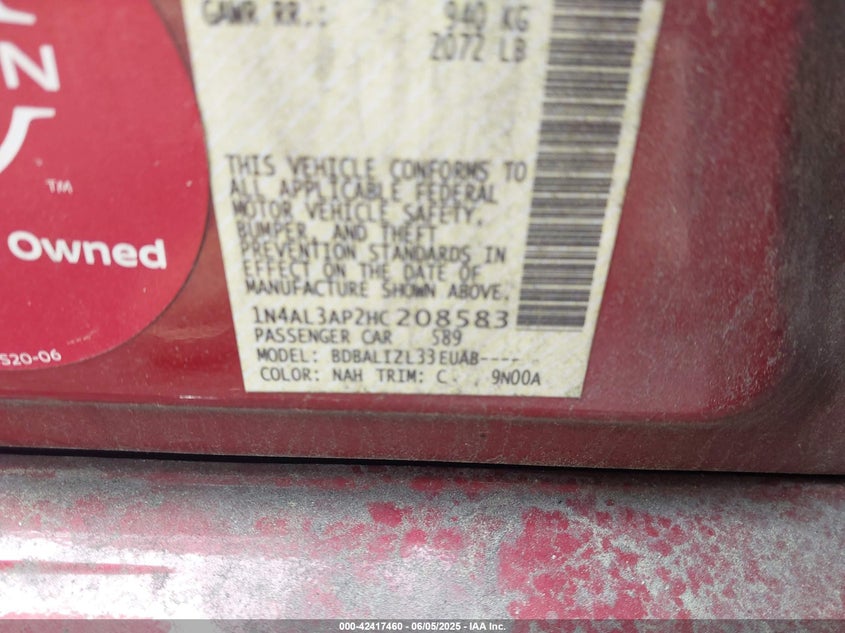 GAWR RR.: 940 KG
2072 LB
N
TM
Owned
520-06
THIS VEHICLE CONFORMS TO
ALL APPLICABLE FEDERAL
MOTOR VEHICLE SAFETY,
BUMPER, AND THEFT
PREVENTION STANDARDS IN
EFFECT ON THE DATE OF
MANUFACTURE SHOWN ABOVE.
1N4AL3AP2HC208583
PASSENGER CAR 589
MODEL: BDBALIZL33EUAB----
COLOR: NAH TRIM: C 9N00A
000-42417460 - 06/05/2025 - IAA Inc.